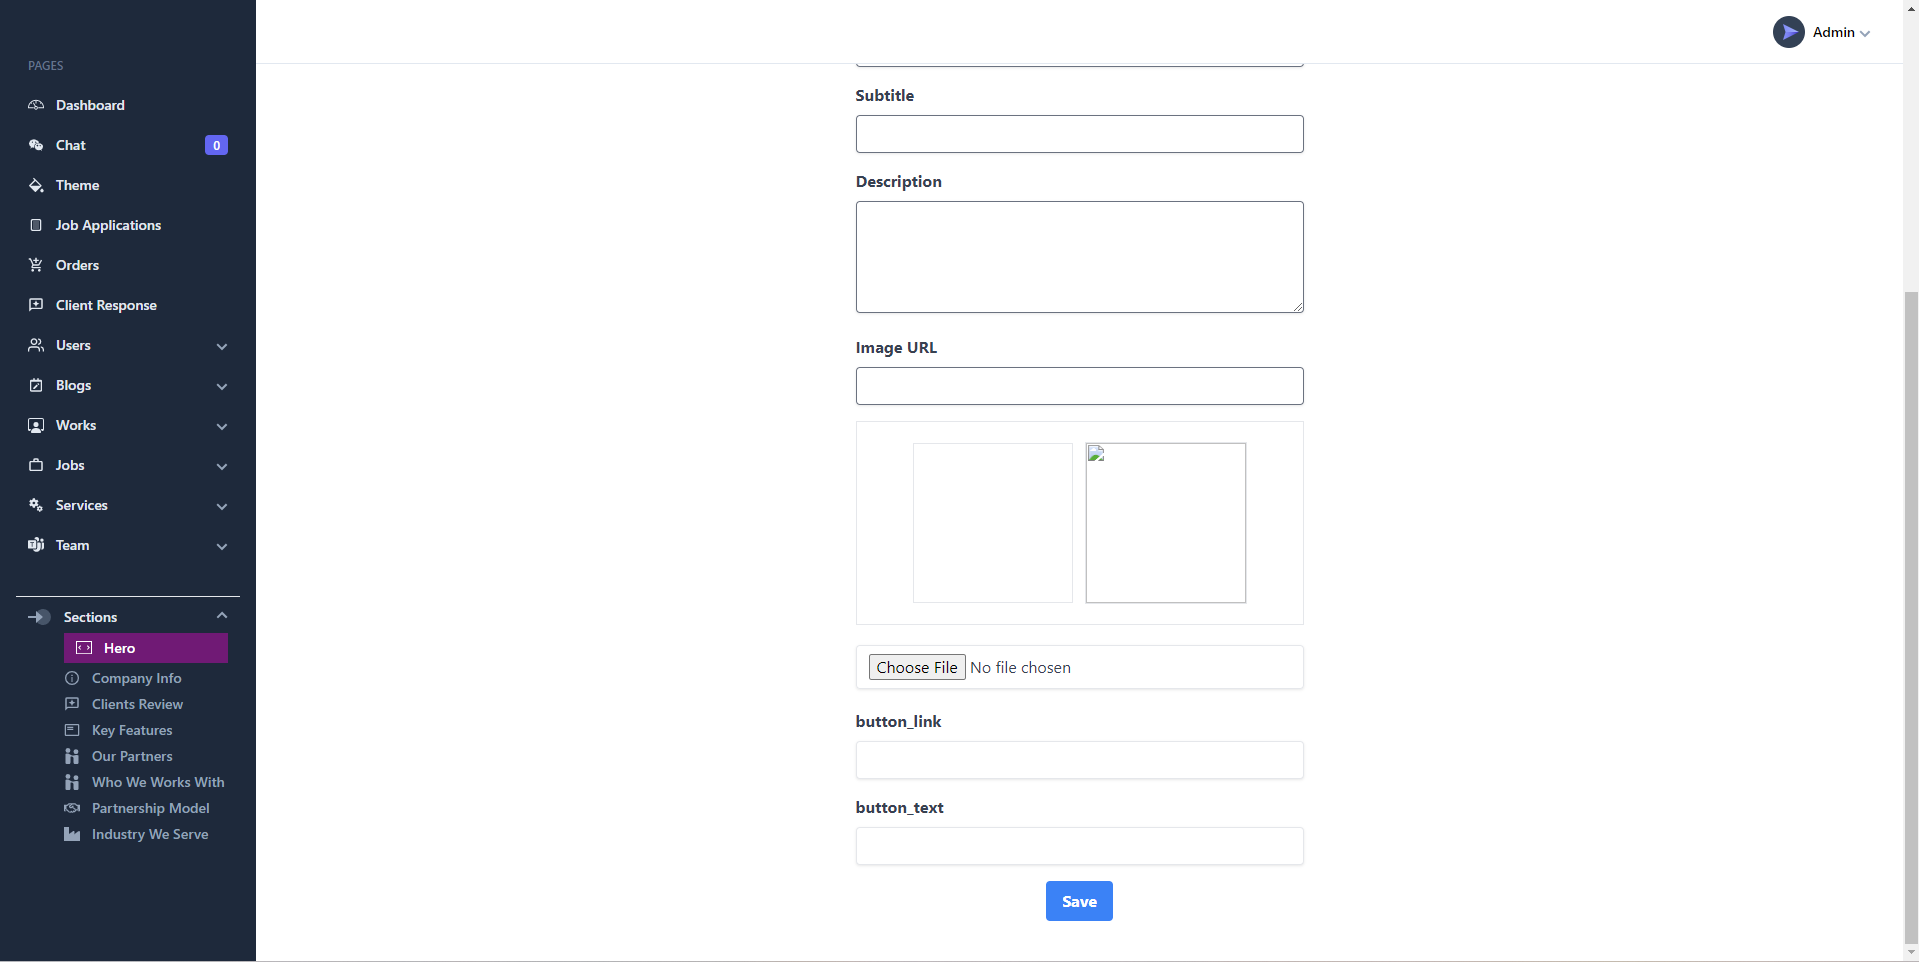 Admin
PAGES
Dashboard
Chat 0
Theme
Job Applications
Orders
Client Response
Users
Blogs
Works
Jobs
Services
Team
Sections
Hero
Company Info
Clients Review
Key Features
Our Partners
Who We Works With
Partnership Model
Industry We Serve
Subtitle
Description
Image URL
Choose File No file chosen
button_link
button_text
Save